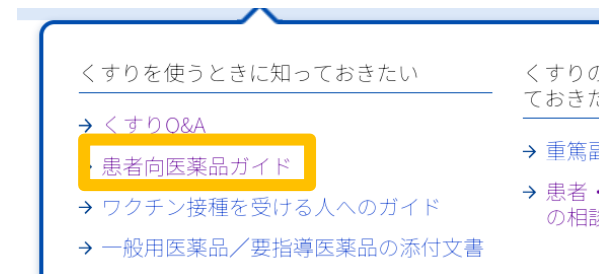 くすりを使うときに知っておきたい
→ くすりQ&A
患者向医薬品ガイド
→ ワクチン接種を受ける人へのガイド
→ 一般用医薬品／要指導医薬品の添付文書
くすりの
ておきた
→ 重篤副
→ 患者・
の相談